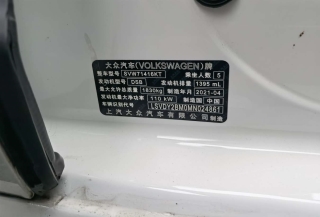 大众汽车(VOLKSWAGEN)牌
整车型号 SVW71416KT 乘坐人数 5
发动机型号 DSB 发动机排量 1395 mL
最大允许总质量 1830kg 制造年月 2021-04
发动机最大净功率 110 kW 制造国 中国
车辆识别代号 LSVDY2BM0MN024861
上汽大众汽车有限公司 制造